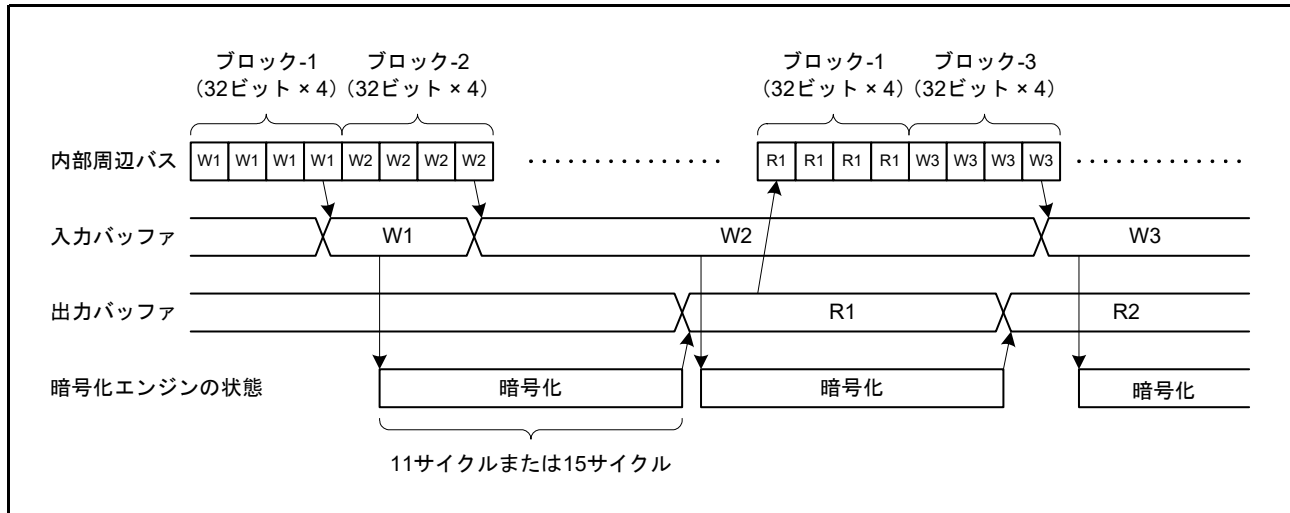 ブロック-1 ブロック-2 ブロック-1 ブロック-3
(32ビット × 4) (32ビット × 4) (32ビット × 4) (32ビット × 4)
内部周辺バス W1 W1 W1 W1 W2 W2 W2 W2 ・・・・・・・・・・・・・・・ R1 R1 R1 R1 W3 W3 W3 W3 ・・・・・・・・・・・・・
入力バッファ W1 W2 W3
出力バッファ R1 R2
暗号化エンジンの状態 暗号化 暗号化 暗号化
11サイクルまたは15サイクル